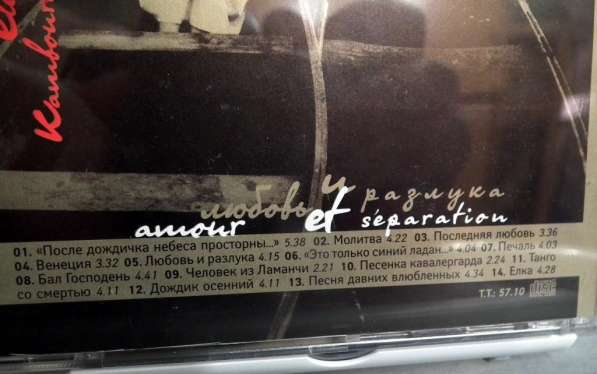 любовь и разлука
amour et séparation
01. «После дождичка небеса просторны...» 5.38 02. Молитва 4.22 03. Последняя любовь 3.36
04. Венеция 3.32 05. Любовь и разлука 4.15 06. «Это только синий ладан...» 4.04 07. Печаль 4.03
08. Бал Господень 4.41 09. Человек из Ламанчи 2.21 10. Песенка кавалергарда 2.24 11. Танго
со смертью 4.11 12. Дождик осенний 4.11 13. Песня давних влюбленных 4.34 14. Елка 4.28
T.T.: 57.10